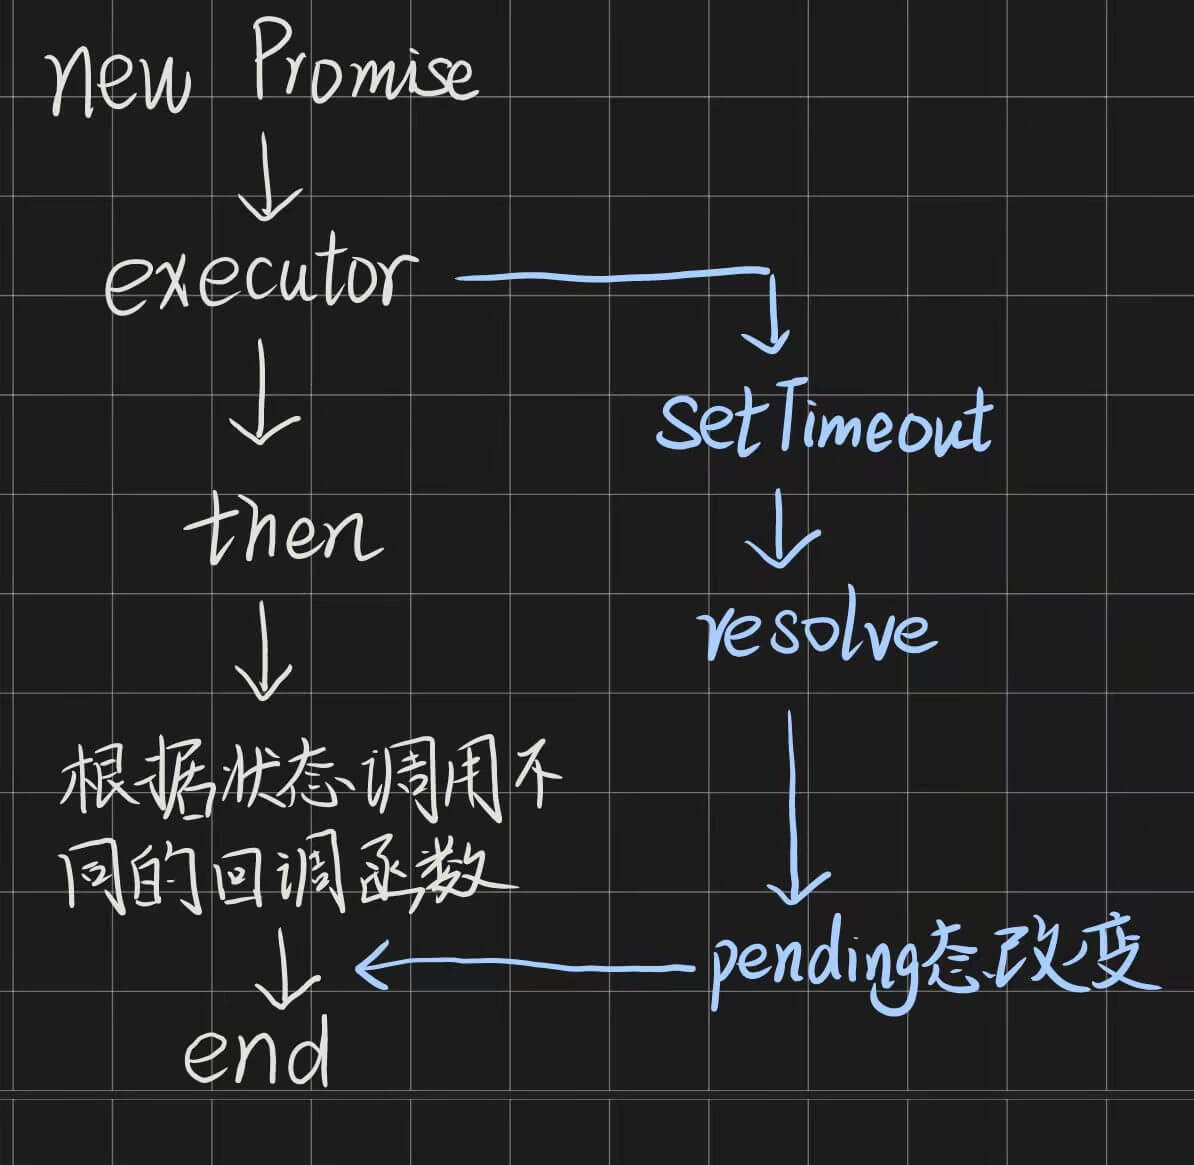 new Promise
executor
setTimeout
then
resolve
根据状态调用不
同的回调函数
pending态改变
end